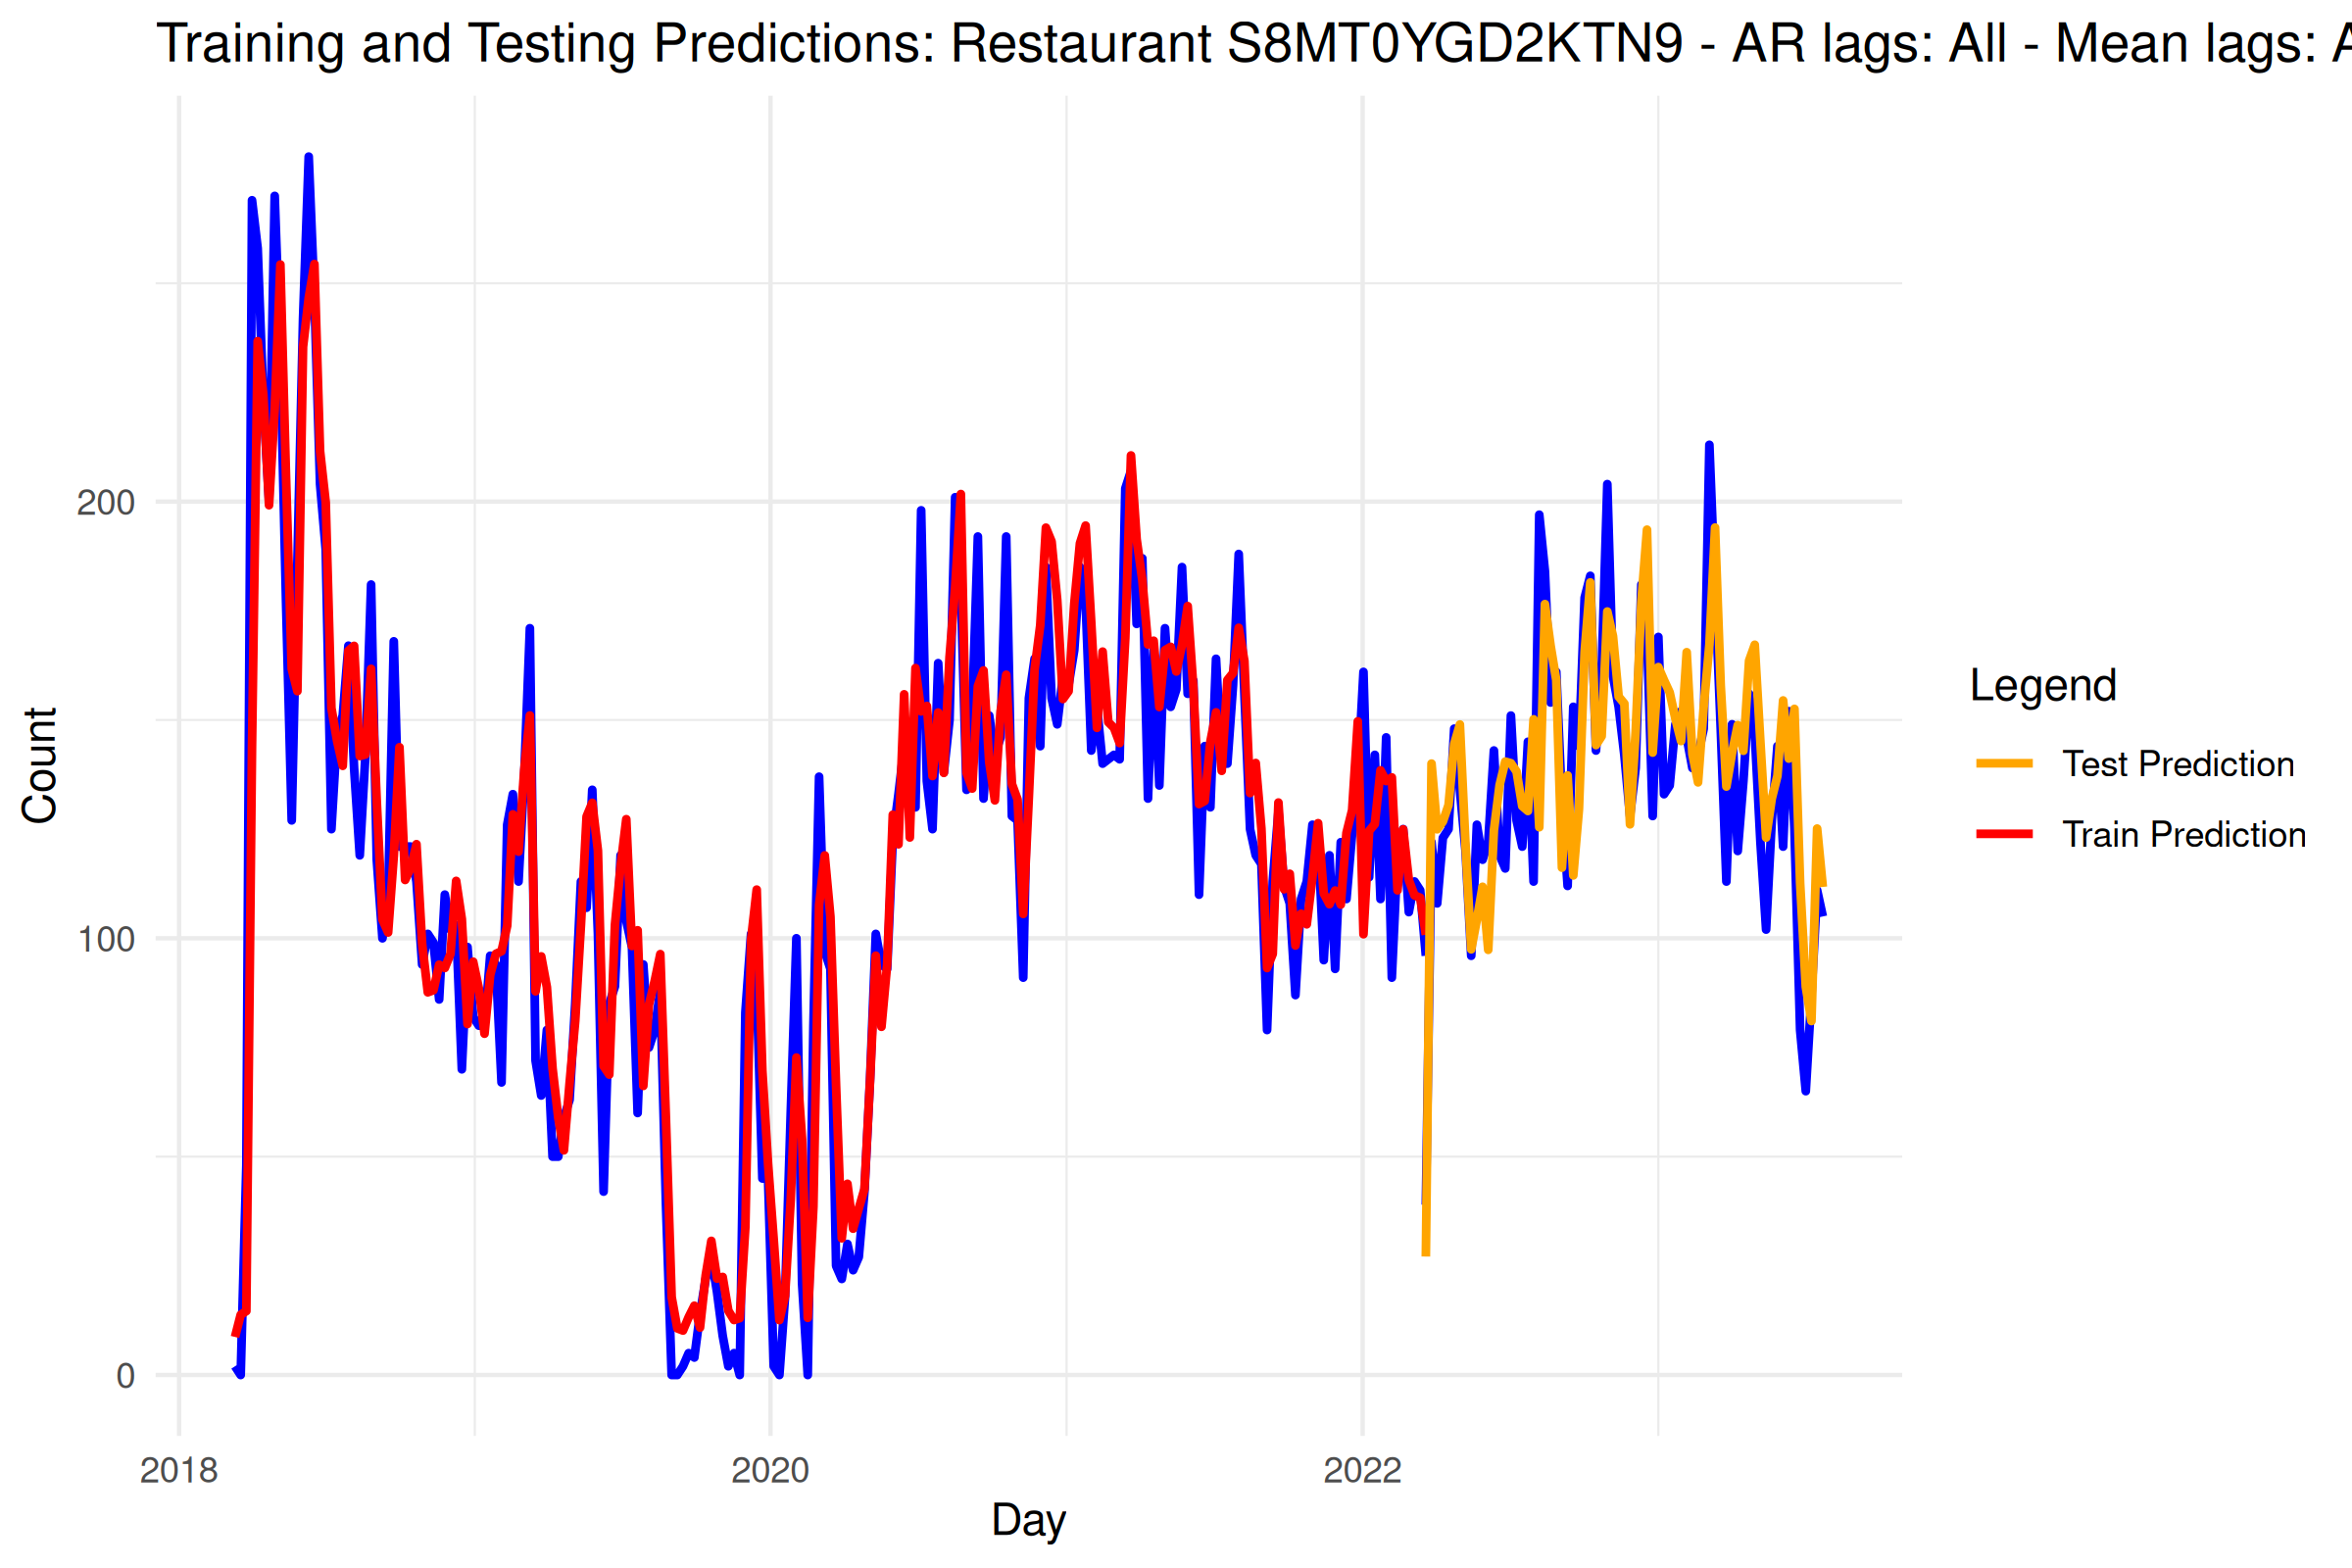 Training and Testing Predictions: Restaurant S8MT0YGD2KTN9 - AR lags: All - Mean lags:
Count
200
100
0
2018
2020
2022
Day
Legend
Test Prediction
Train Prediction